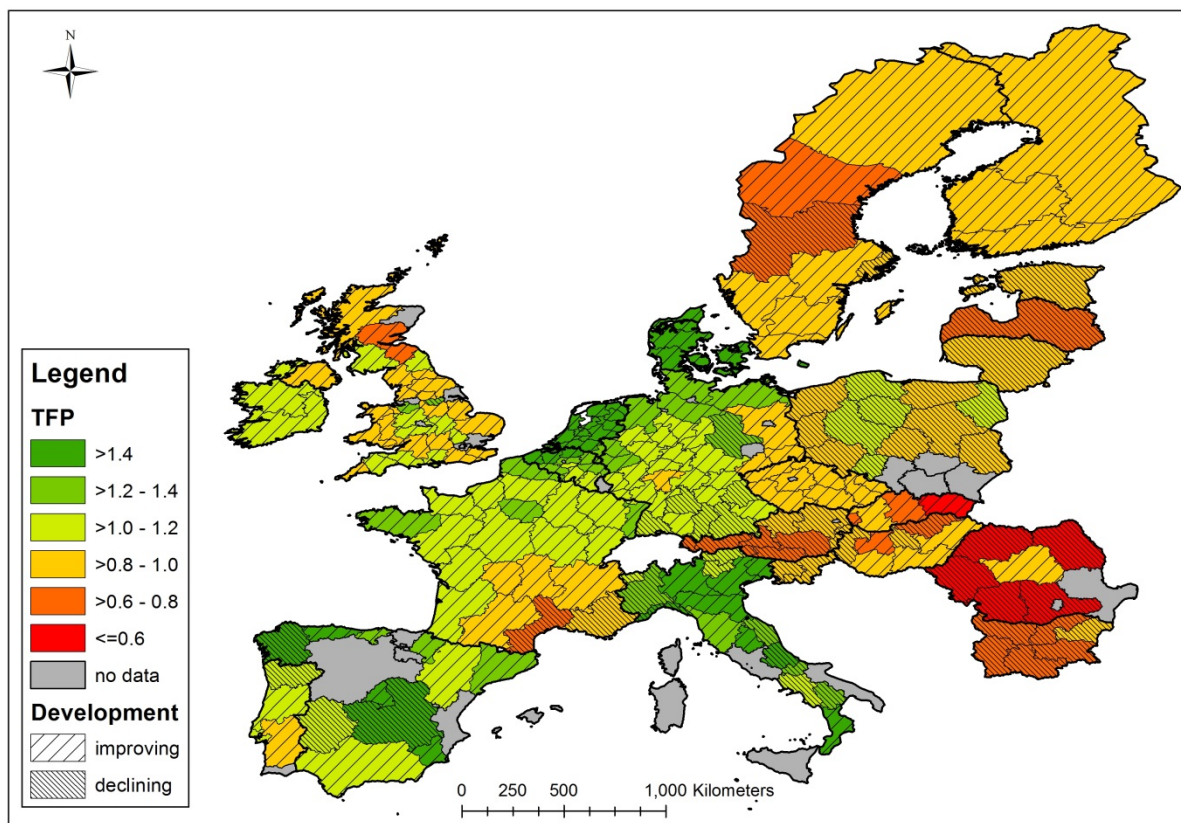 N
Legend
TFP
>1.4
>1.2 - 1.4
>1.0 - 1.2
>0.8 - 1.0
>0.6 - 0.8
<=0.6
no data
Development
improving
declining
0 250 500 1,000 Kilometers